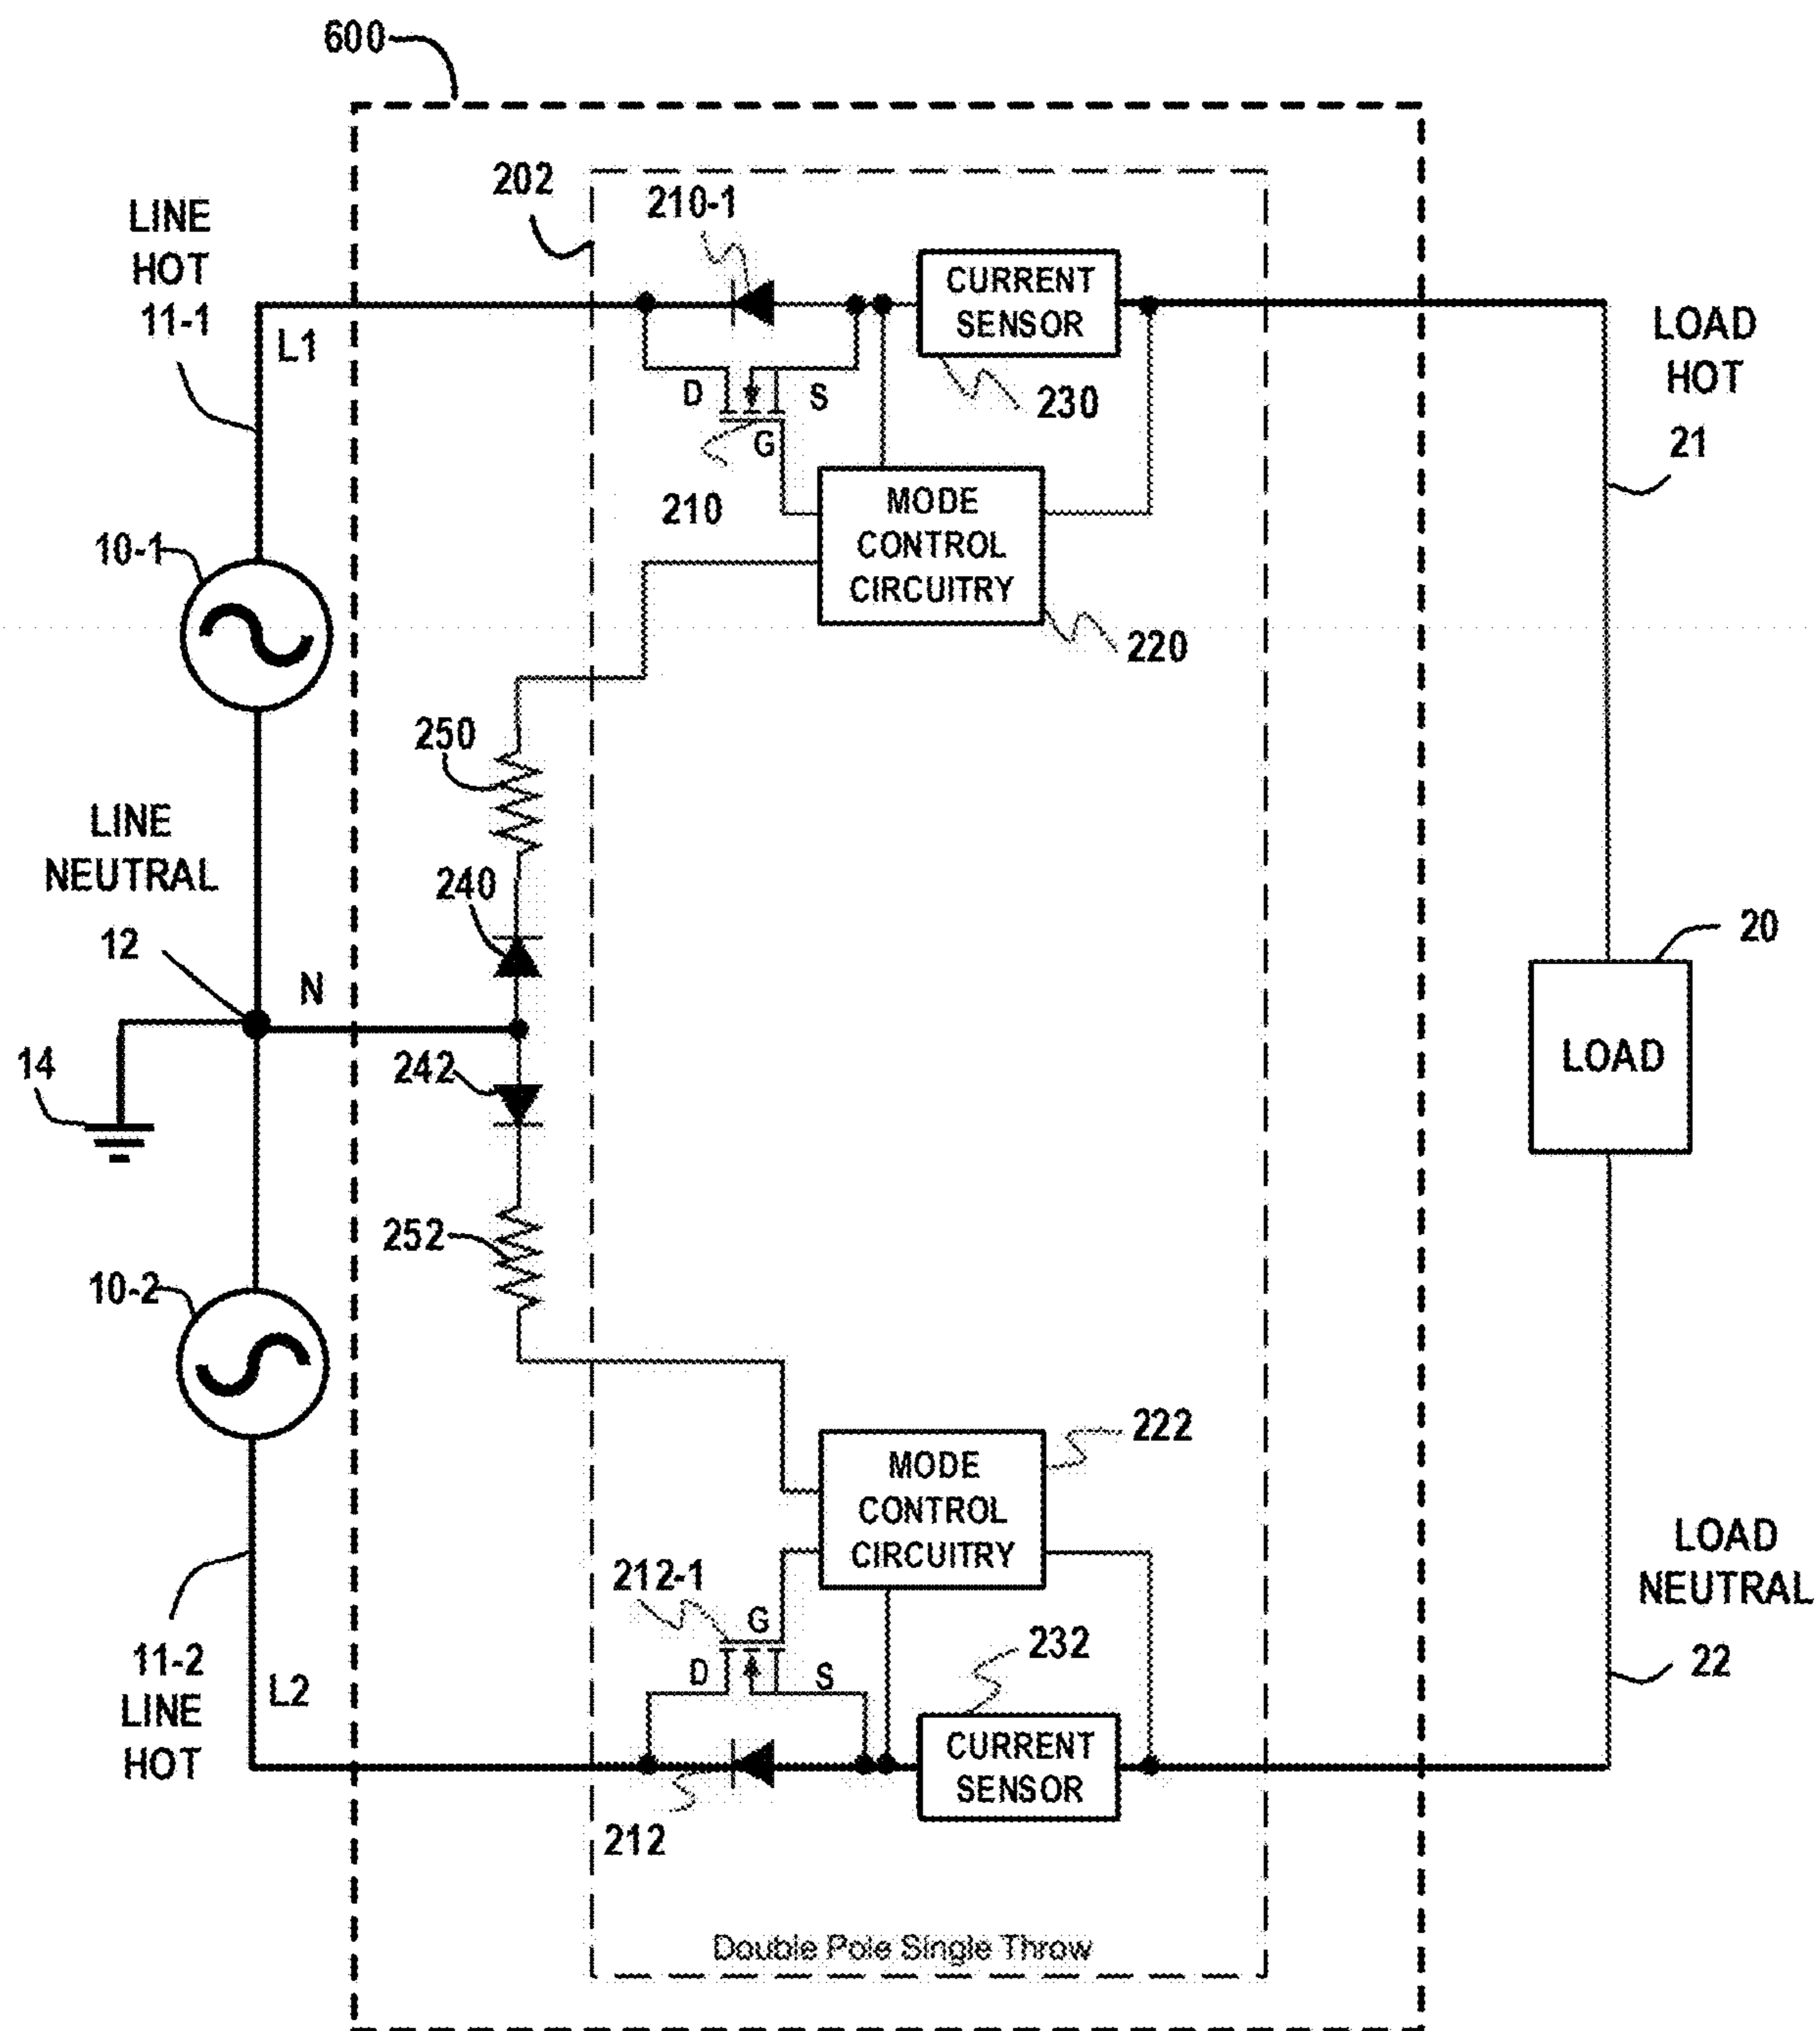 600
202
210-1
LINE
HOT
11-1
L1
CURRENT
SENSOR
LOAD
HOT
21
D
S
G
230
210
MODE
CONTROL
CIRCUITRY
10-1
220
250
LINE
NEUTRAL
240
12
N
20
LOAD
14
242
252
10-2
222
MODE
CONTROL
CIRCUITRY
212-1
G
D
S
232
LOAD
NEUTRAL
22
11-2
LINE
HOT
L2
CURRENT
SENSOR
212
Double Pole Single Throw